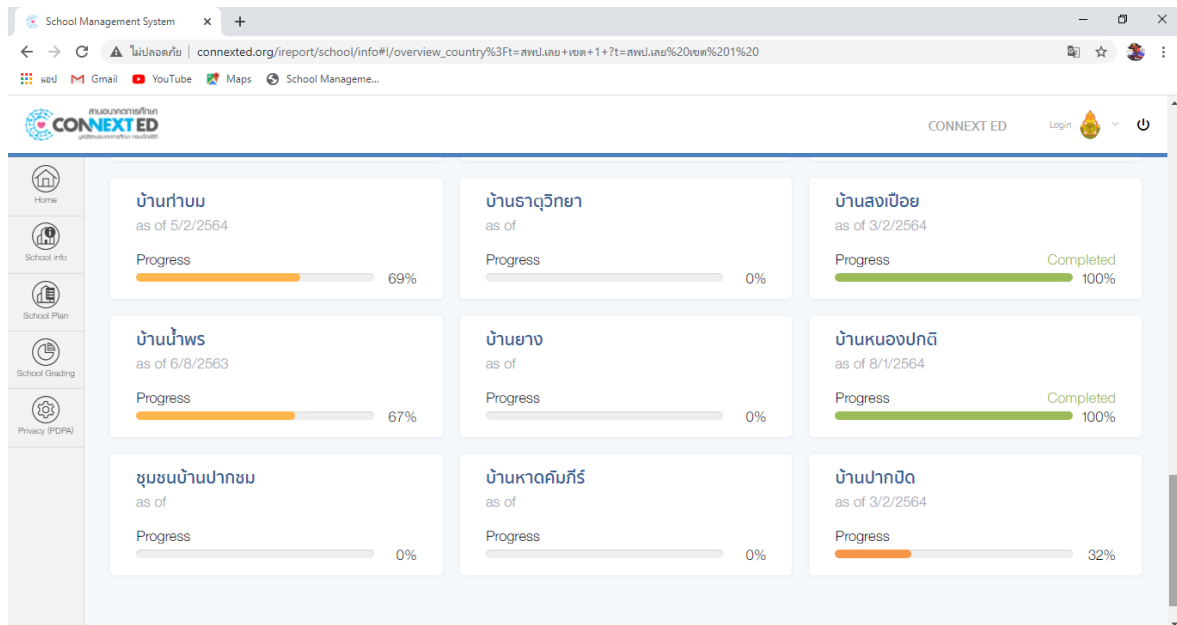 School Management System
ไม่ปลอดภัย | connexted.org/ireport/school/info#!/overview_country%3Ft=สพป.เลย+เขต+1+?t=สพป.เลย%20เขต%201%20
แอป Gmail YouTube Maps School Manageme...
CONNEXT ED
CONNEXT ED Login
Home
School info
School Plan
School Grading
Privacy (PDPA)
บ้านท่าบม
as of 5/2/2564
Progress
69%
บ้านธาตุวิทยา
as of
Progress
0%
บ้านสงเปือย
as of 3/2/2564
Progress Completed
100%
บ้านน้ำพร
as of 6/8/2563
Progress
67%
บ้านยาง
as of
Progress
0%
บ้านหนองปกติ
as of 8/1/2564
Progress Completed
100%
ชุมชนบ้านปากชม
as of
Progress
0%
บ้านหาดคัมภีร์
as of
Progress
0%
บ้านปากปัด
as of 3/2/2564
Progress
32%